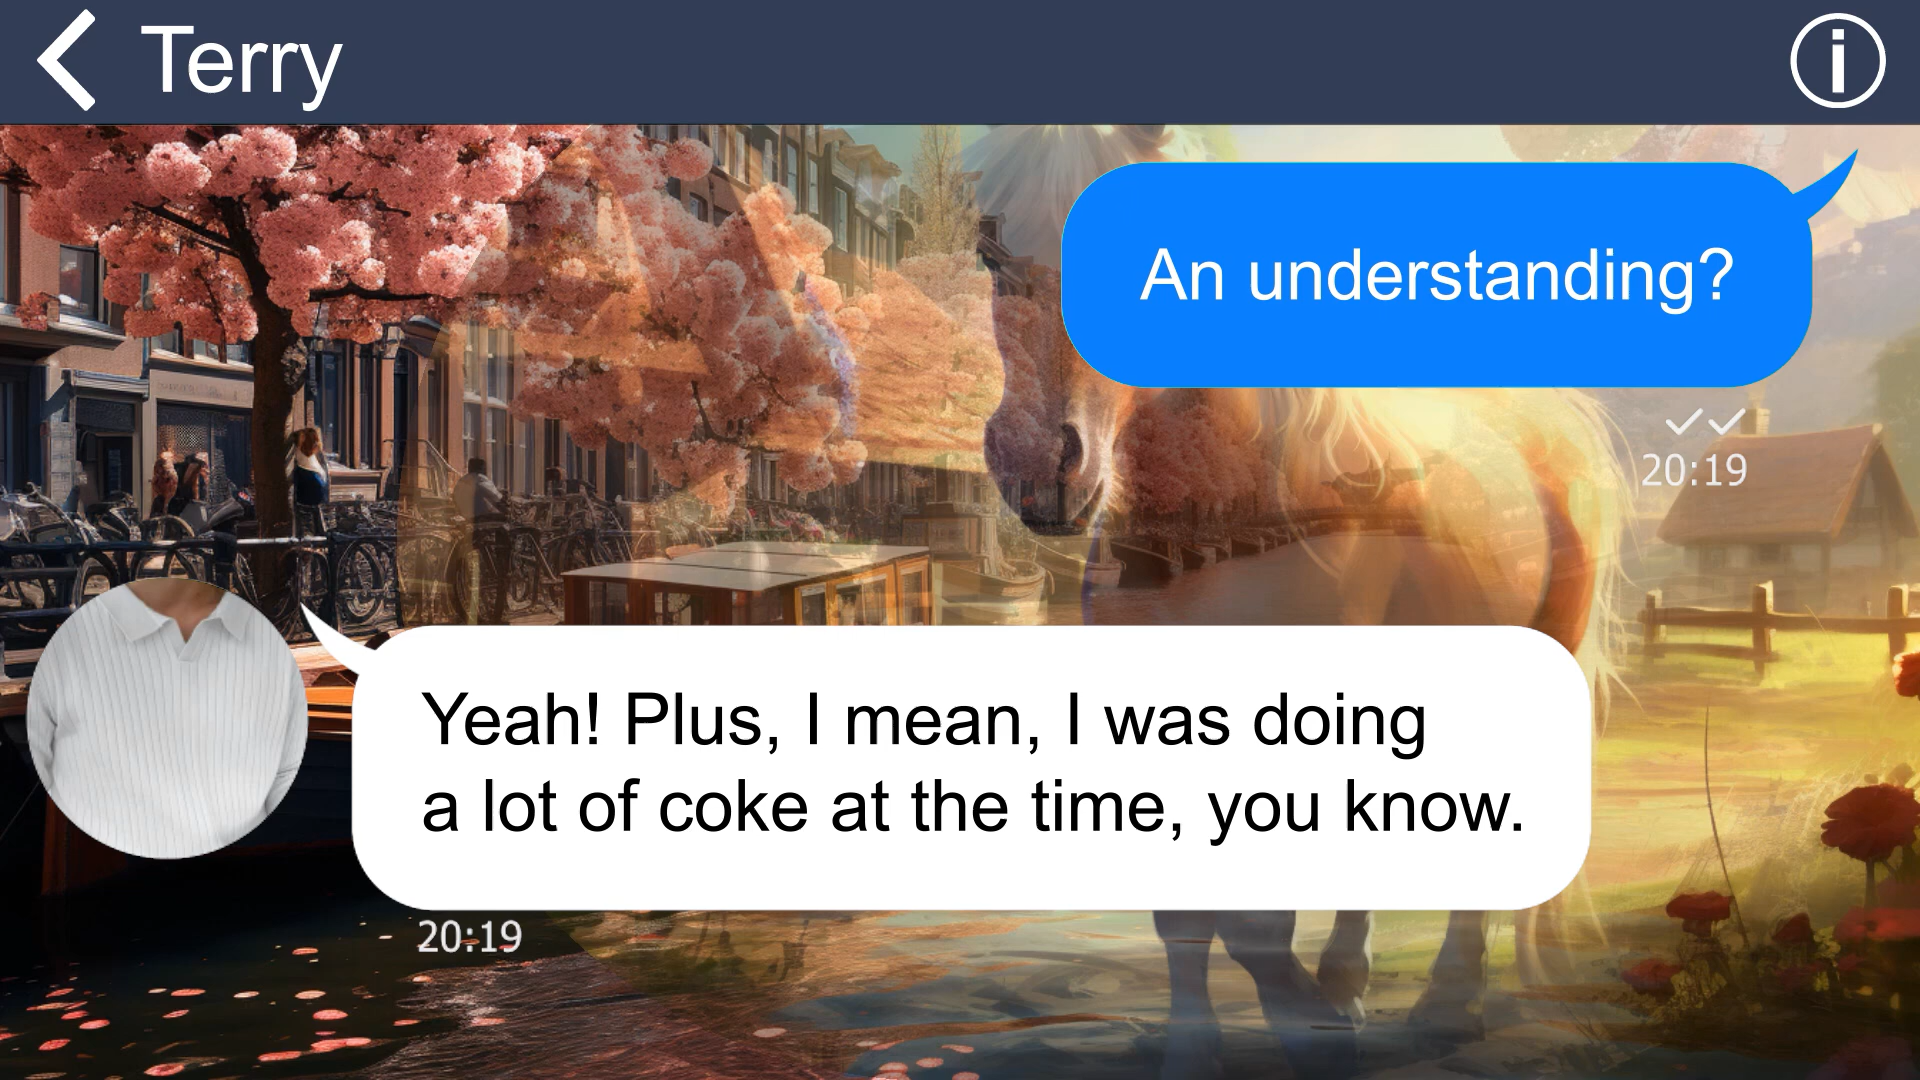 Terry
An understanding?
20:19
Yeah! Plus, I mean, I was doing
a lot of coke at the time, you know.
20:19